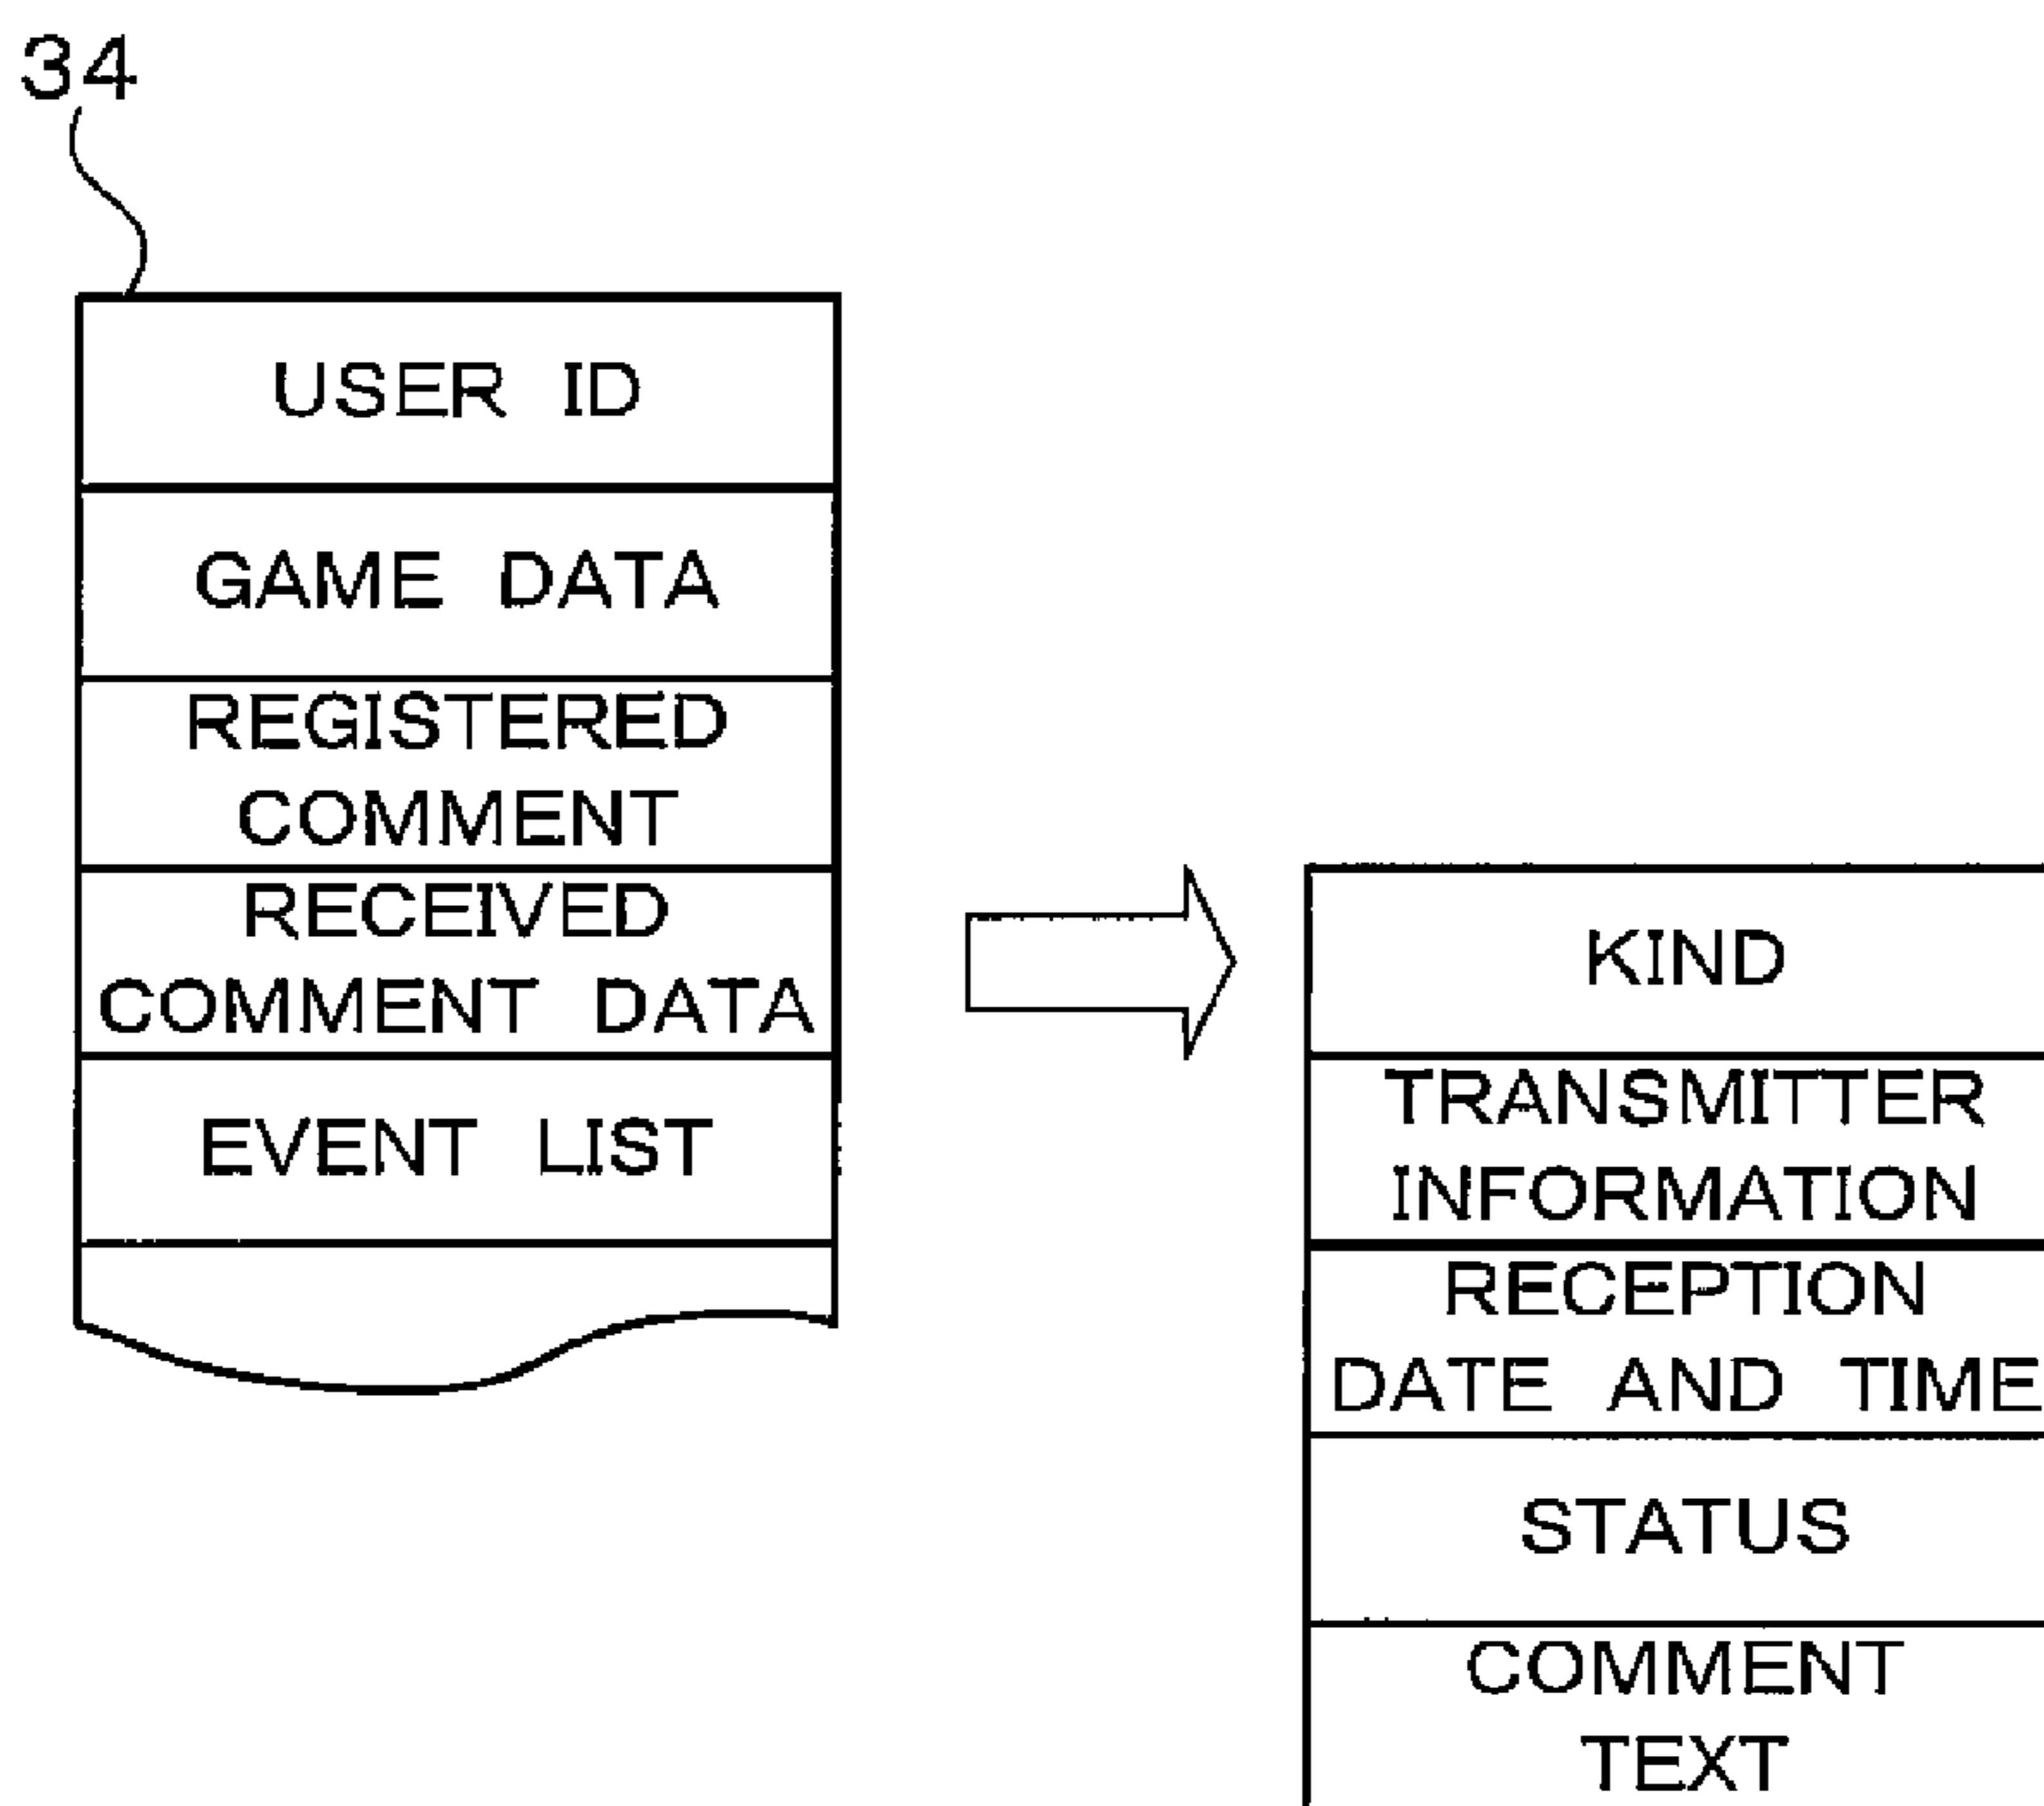 34
USER ID
GAME DATA
REGISTERED
COMMENT
RECEIVED
COMMENT DATA
EVENT LIST
KIND
TRANSMITTER
INFORMATION
RECEPTION
DATE AND TIME
STATUS
COMMENT
TEXT